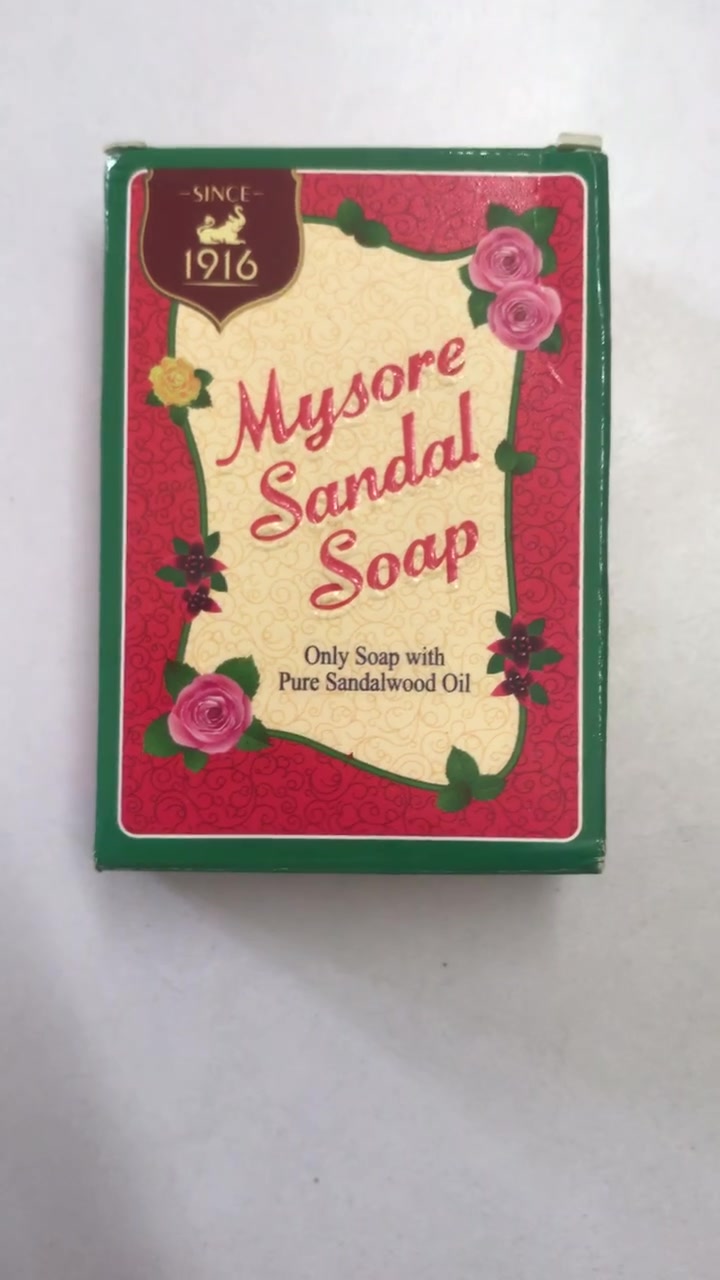 -SINCE-
1916
Mysore
Sandal
Soap
Only Soap with
Pure Sandalwood Oil